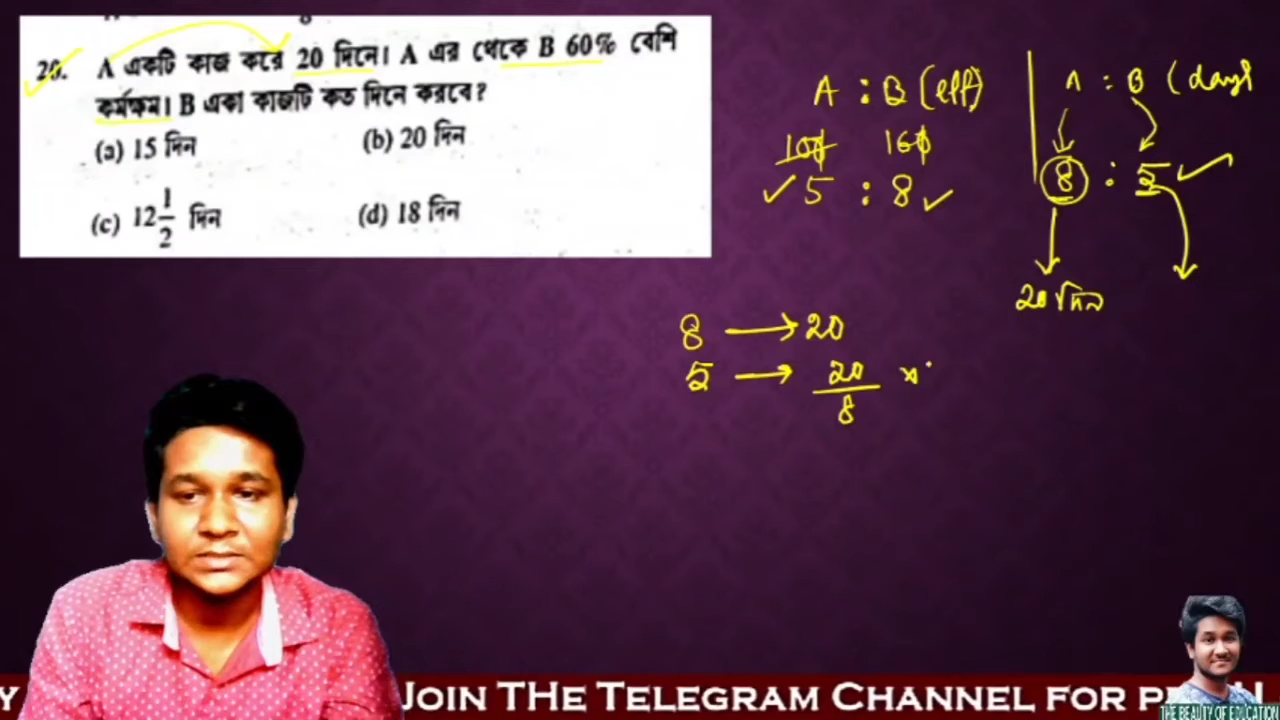 20. A একটি কাজ করে 20 দিনে। A এর থেকে B 60% বেশি
কর্মক্ষম। B একা কাজটি কত দিনে করবে?
(a) 15 দিন (b) 20 দিন
(c) 12 1/2 দিন (d) 18 দিন
A : B (eff)
100 160
5 : 8
A : B (days
8 : 5
20 দিন
8 → 20
5 → 20/8 ×
Y JOIN THE TELEGRAM CHANNEL FOR
THE BEAUTY OF EDUCATION